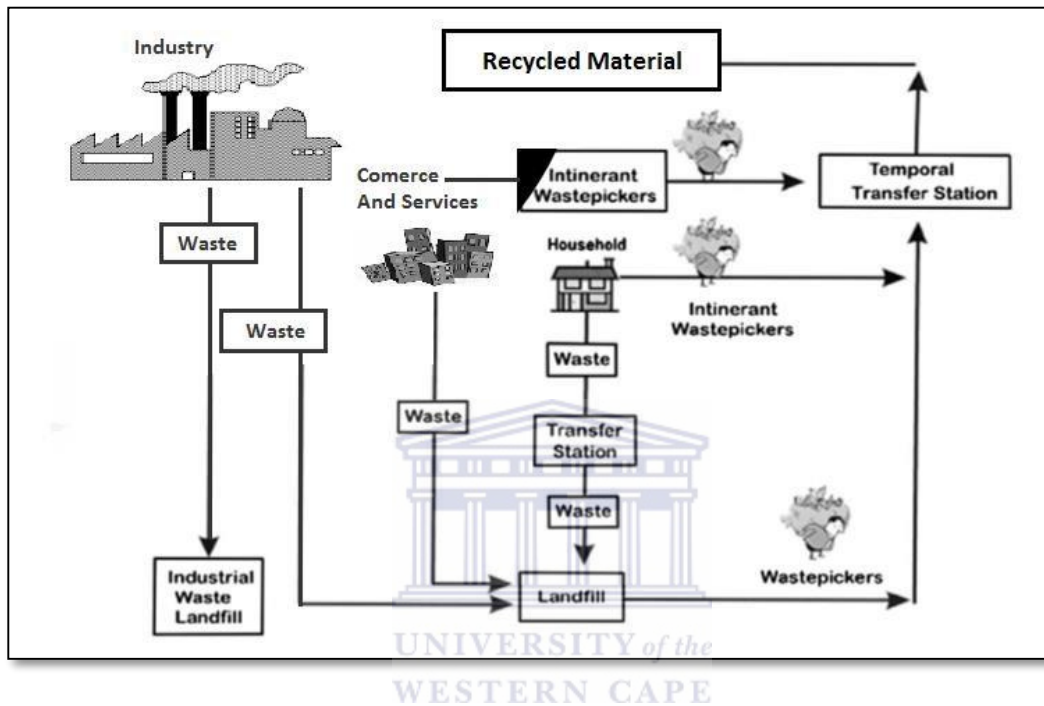 Industry
Recycled Material
Comerce
And Services
Intinerant
Wastepickers
Temporal
Transfer Station
Waste
Household
Intinerant
Wastepickers
Waste
Waste
Waste
Transfer
Station
Waste
Wastepickers
Industrial
Waste
Landfill
Landfill
UNIVERSITY of the
WESTERN CAPE